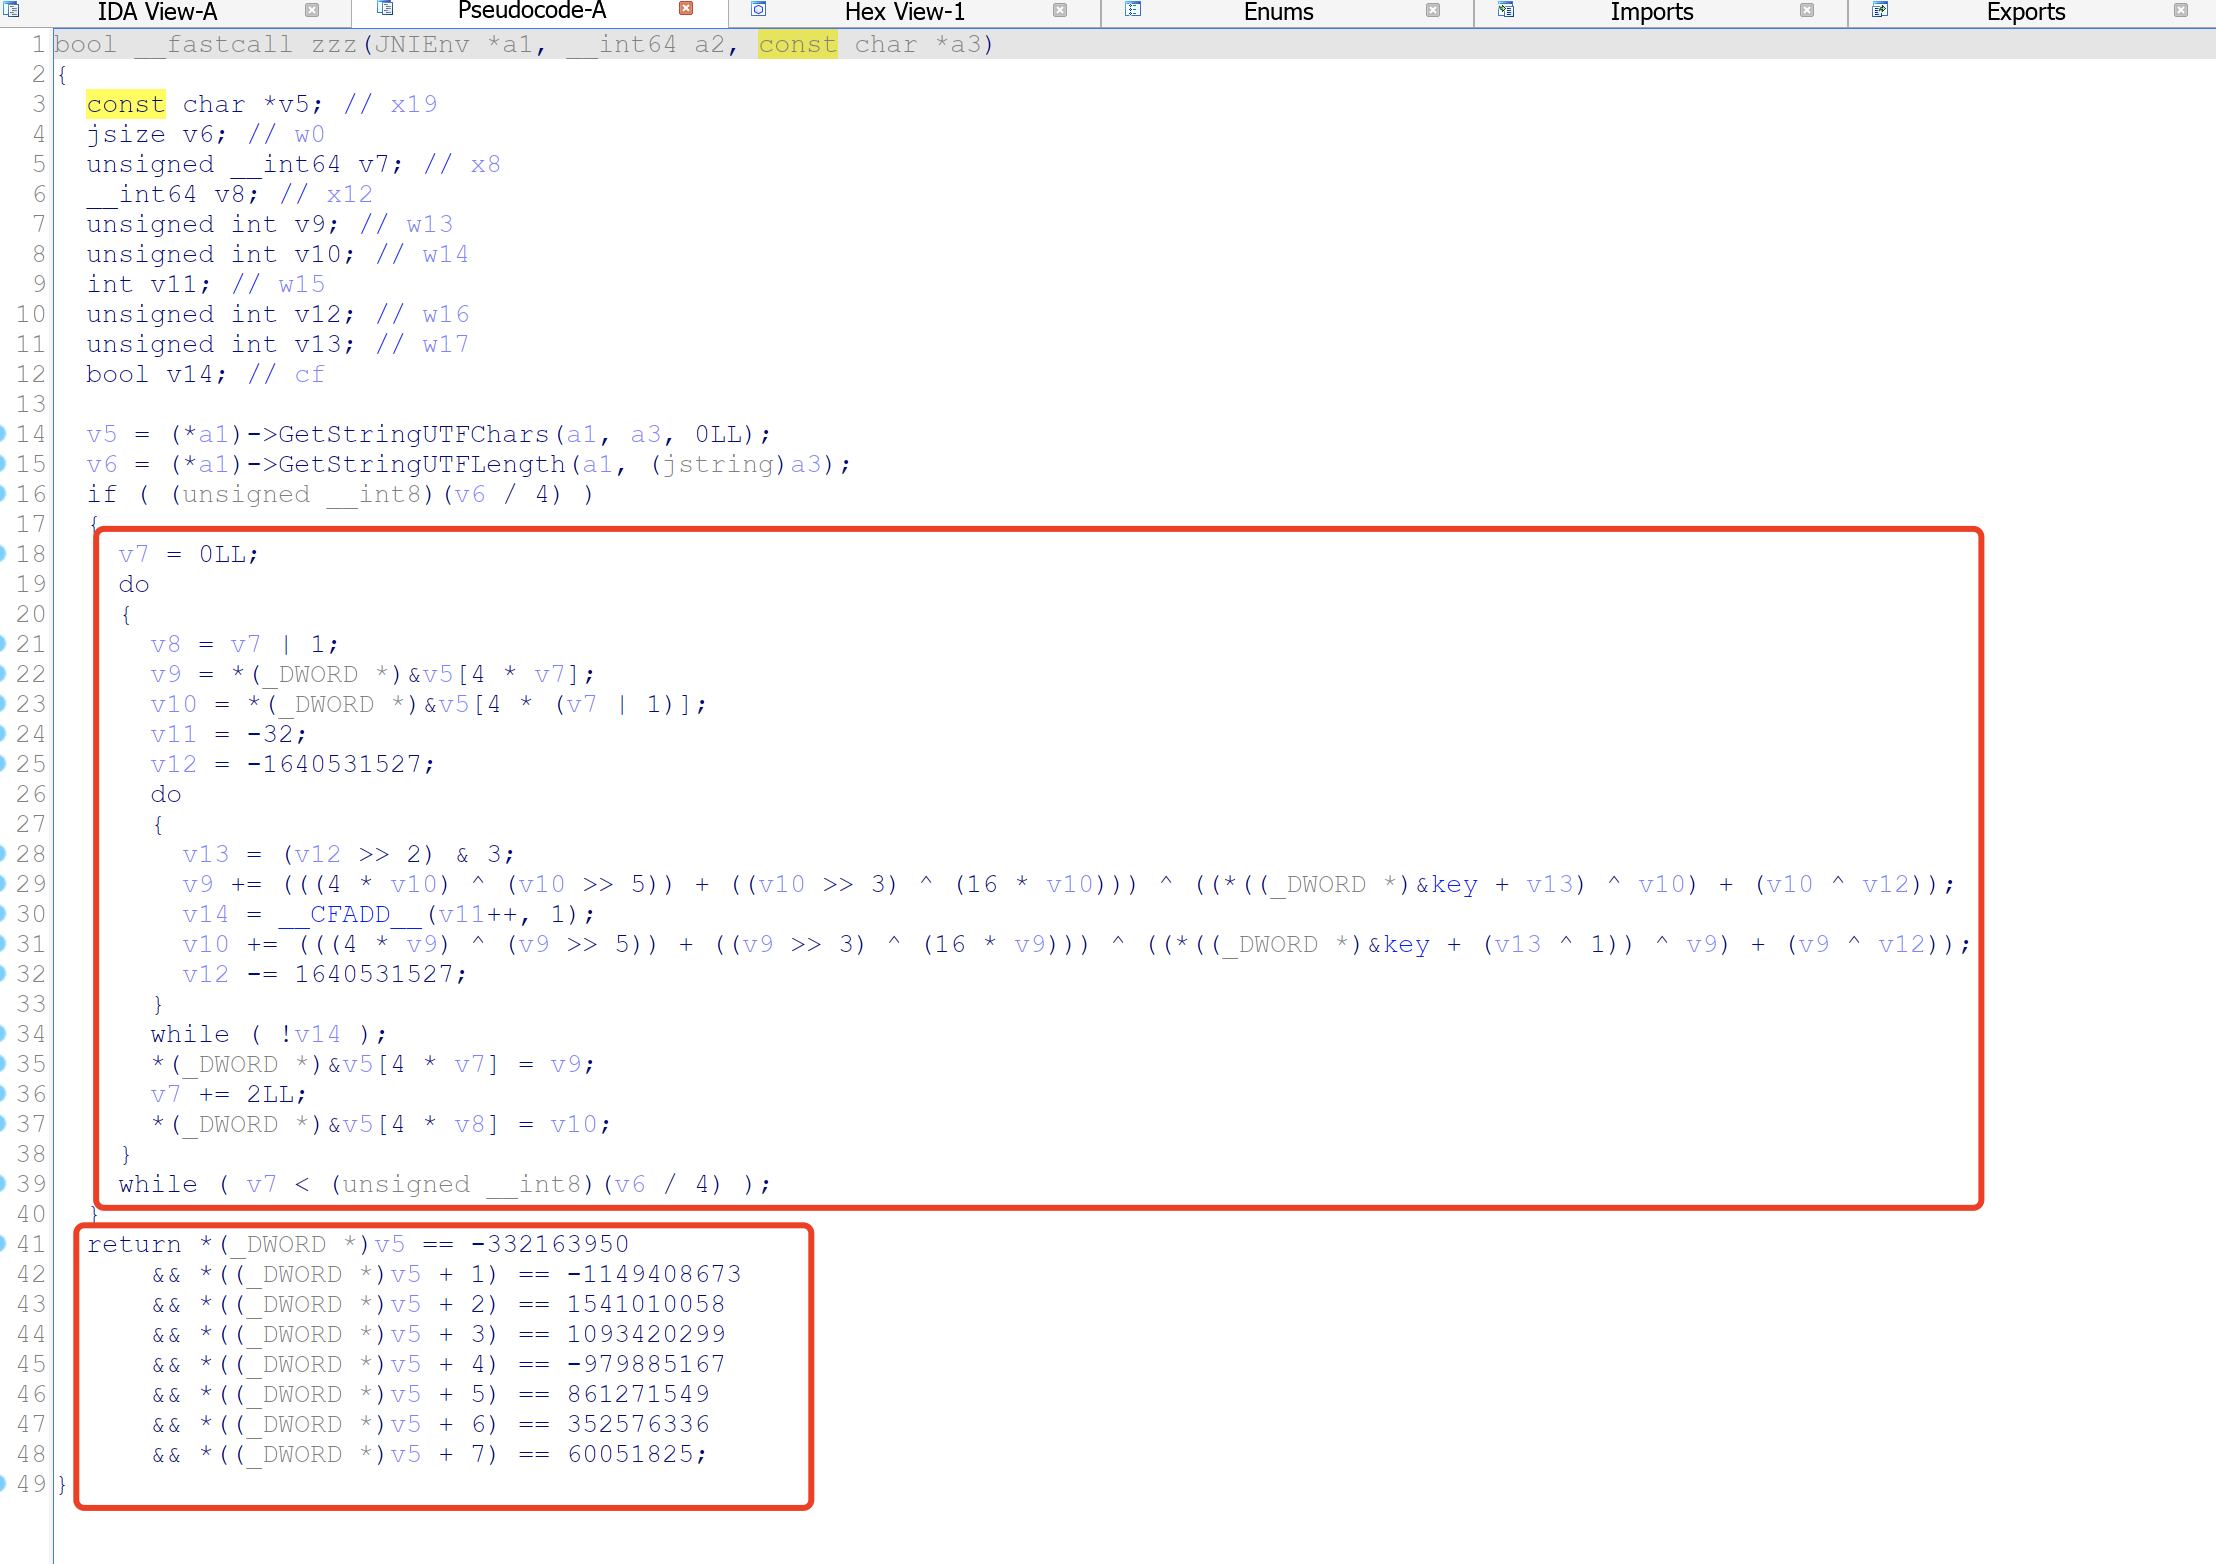 IDA View-A Pseudocode-A Hex View-1 Enums Imports Exports
1 bool __fastcall zzz(JNIEnv *a1, __int64 a2, const char *a3)
2 {
3   const char *v5; // x19
4   jsize v6; // w0
5   unsigned __int64 v7; // x8
6   __int64 v8; // x12
7   unsigned int v9; // w13
8   unsigned int v10; // w14
9   int v11; // w15
10   unsigned int v12; // w16
11   unsigned int v13; // w17
12   bool v14; // cf
13
14   v5 = (*a1)->GetStringUTFChars(a1, a3, 0LL);
15   v6 = (*a1)->GetStringUTFLength(a1, (jstring)a3);
16   if ( (unsigned __int8)(v6 / 4) )
17   {
18     v7 = 0LL;
19     do
20     {
21       v8 = v7 | 1;
22       v9 = *(_DWORD *)&v5[4 * v7];
23       v10 = *(_DWORD *)&v5[4 * (v7 | 1)];
24       v11 = -32;
25       v12 = -1640531527;
26       do
27       {
28         v13 = (v12 >> 2) & 3;
29         v9 += (((4 * v10) ^ (v10 >> 5)) + ((v10 >> 3) ^ (16 * v10))) ^ ((*((_DWORD *)&key + v13) ^ v10) + (v10 ^ v12));
30         v14 = __CFADD__(v11++, 1);
31         v10 += (((4 * v9) ^ (v9 >> 5)) + ((v9 >> 3) ^ (16 * v9))) ^ ((*((_DWORD *)&key + (v13 ^ 1)) ^ v9) + (v9 ^ v12));
32         v12 -= 1640531527;
33       }
34       while ( !v14 );
35       *(_DWORD *)&v5[4 * v7] = v9;
36       v7 += 2LL;
37       *(_DWORD *)&v5[4 * v8] = v10;
38     }
39     while ( v7 < (unsigned __int8)(v6 / 4) );
40   }
41   return *(_DWORD *)v5 == -332163950
42       && *((_DWORD *)v5 + 1) == -1149408673
43       && *((_DWORD *)v5 + 2) == 1541010058
44       && *((_DWORD *)v5 + 3) == 1093420299
45       && *((_DWORD *)v5 + 4) == -979885167
46       && *((_DWORD *)v5 + 5) == 861271549
47       && *((_DWORD *)v5 + 6) == 352576336
48       && *((_DWORD *)v5 + 7) == 60051825;
49 }